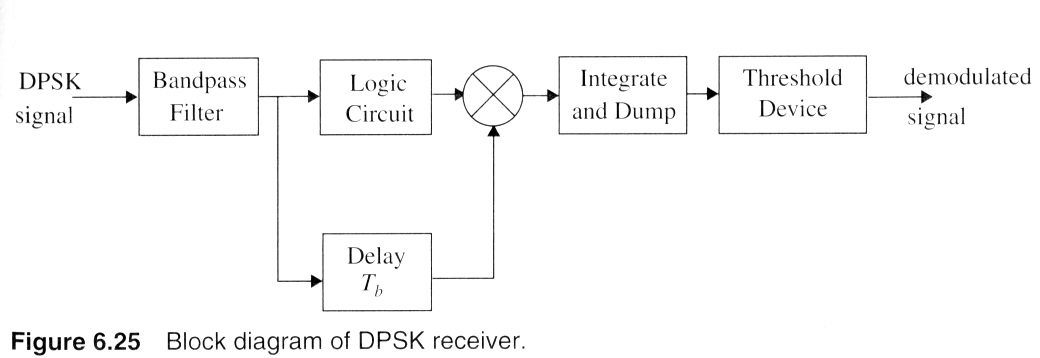 DPSK
signal
Bandpass
Filter
Logic
Circuit
Integrate
and Dump
Threshold
Device
demodulated
signal
Delay
T_b
Figure 6.25 Block diagram of DPSK receiver.